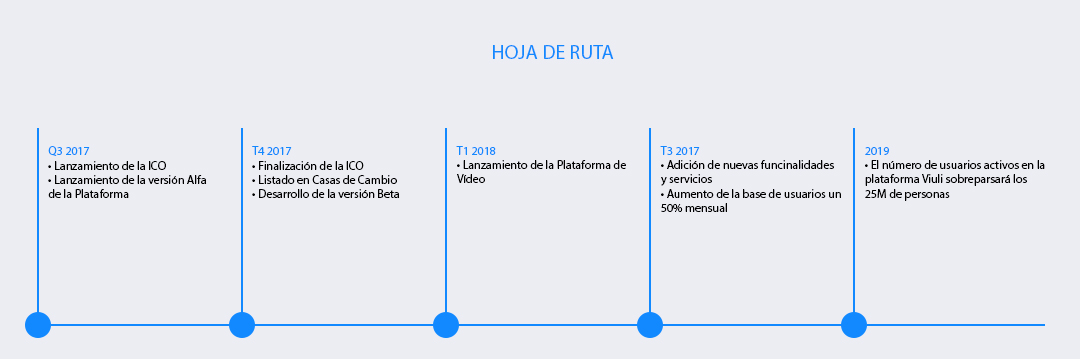 HOJA DE RUTA
Q3 2017
• Lanzamiento de la ICO
• Lanzamiento de la versión Alfa
de la Plataforma
T4 2017
• Finalización de la ICO
• Listado en Casas de Cambio
• Desarrollo de la versión Beta
T1 2018
• Lanzamiento de la Plataforma de
Vídeo
T3 2017
• Adición de nuevas funcinalidades
y servicios
• Aumento de la base de usuarios un
50% mensual
2019
• El número de usuarios activos en la
plataforma Viuli sobreparsará los
25M de personas